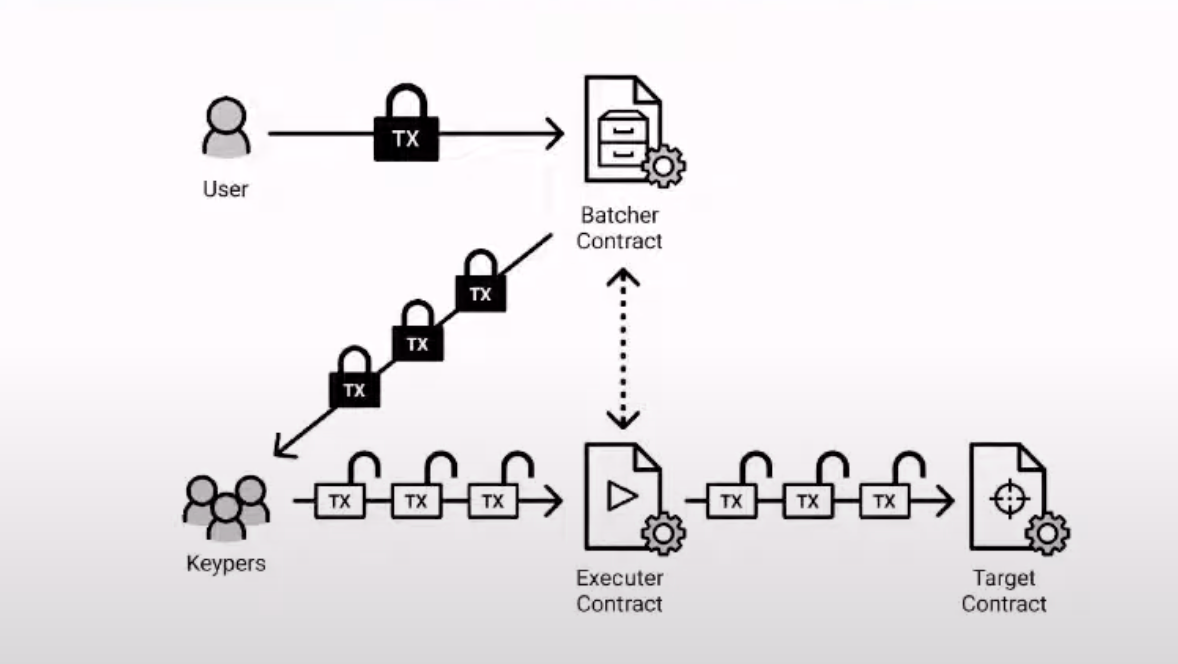 TX
User
Batcher
Contract
TX
TX
TX
TX
TX
TX
TX
TX
TX
Keypers
Executer
Contract
Target
Contract